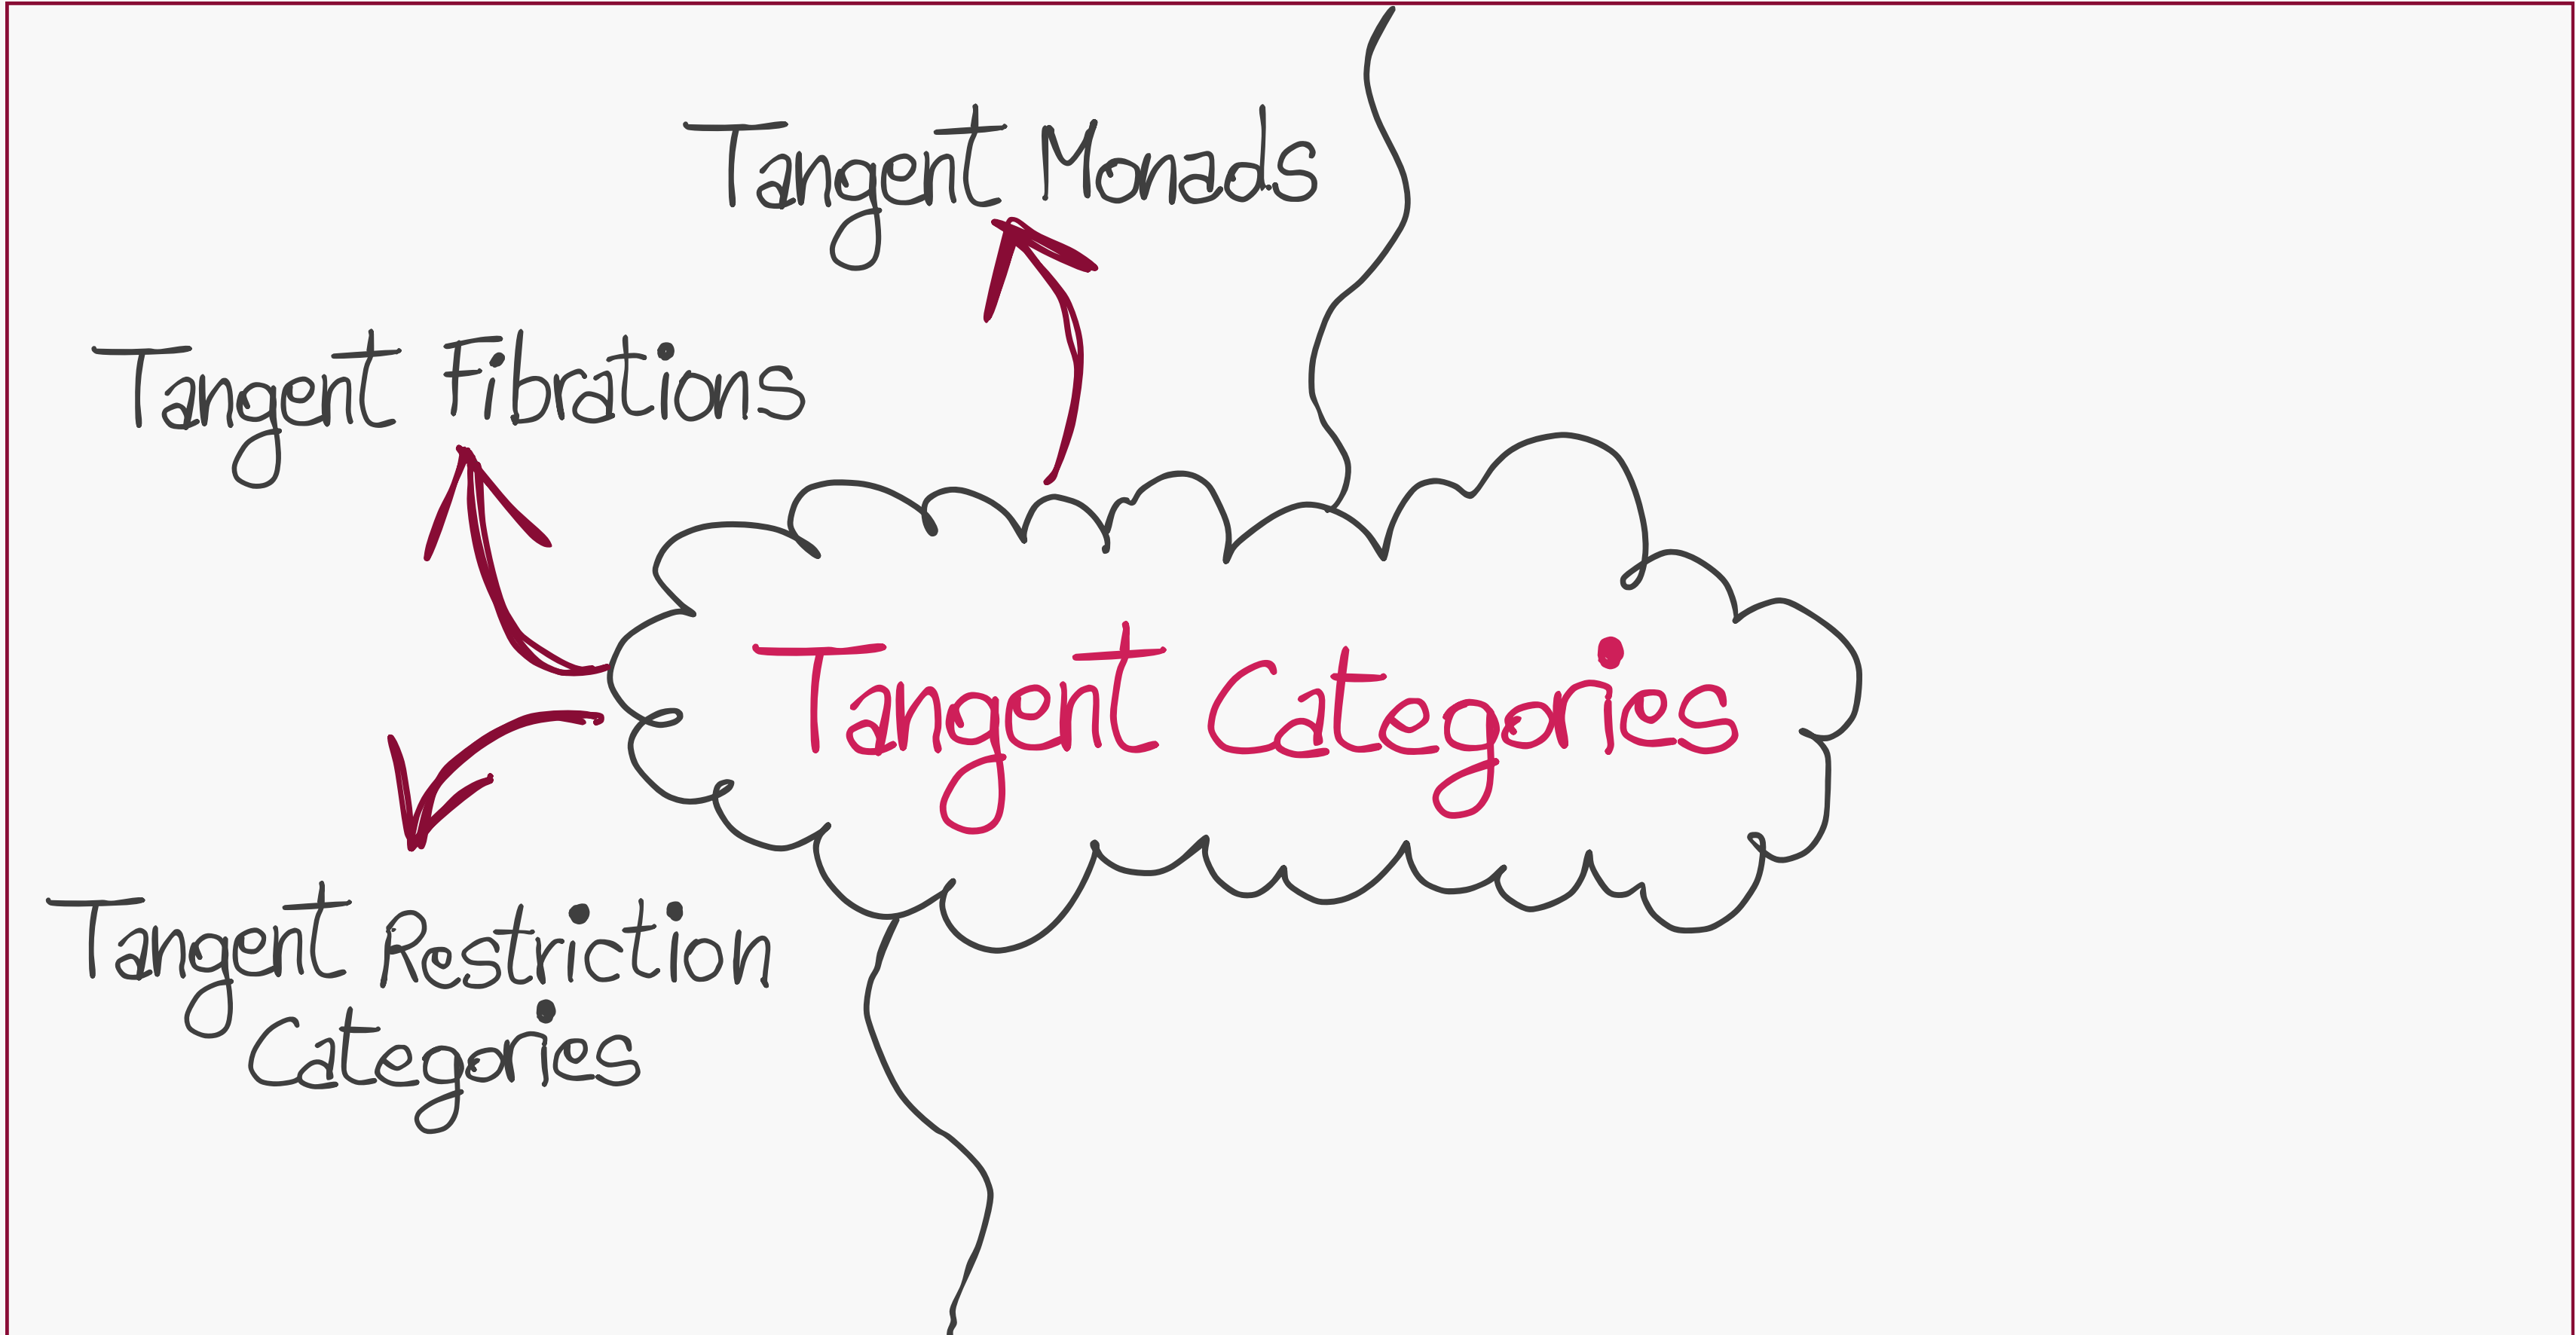 Tangent Monads
Tangent Fibrations
Tangent Categories
Tangent Restriction
Categories